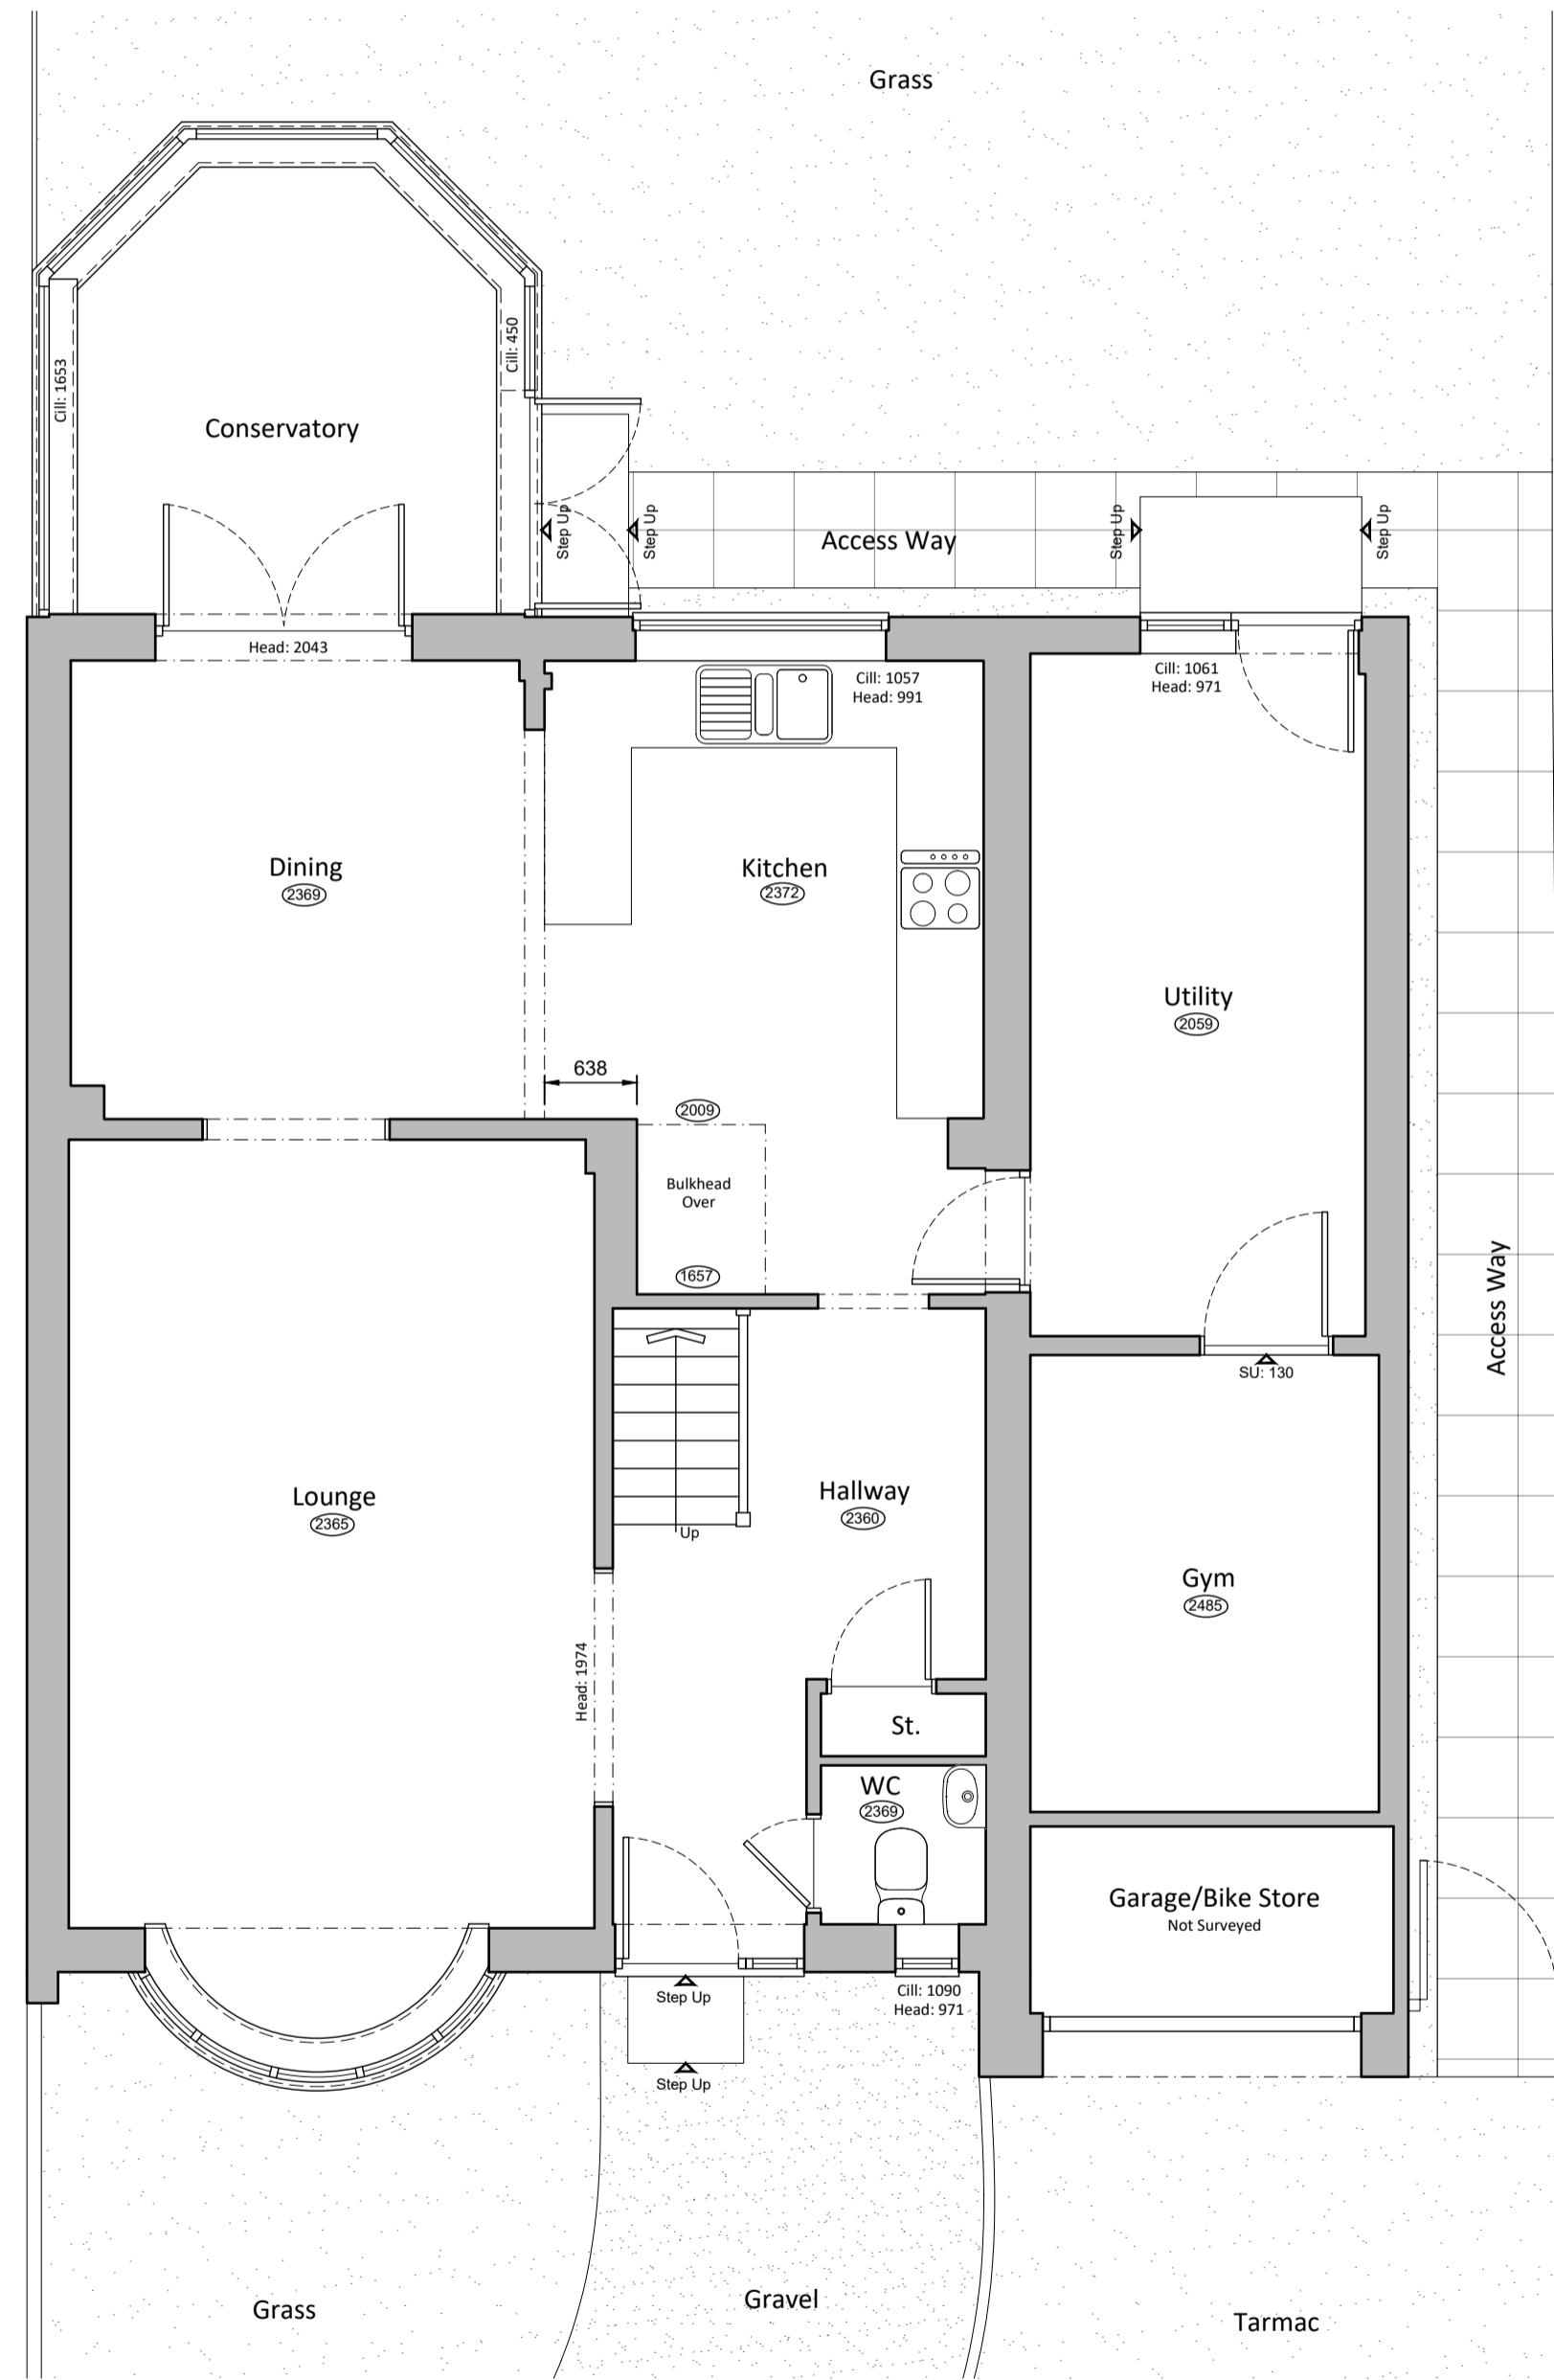 Grass
Cill: 1653
Cill: 450
Conservatory
Step Up
Step Up
Access Way
Step Up
Step Up
Head: 2043
Cill: 1057
Head: 991
Cill: 1061
Head: 971
Dining
2369
Kitchen
2372
Utility
2059
638
2009
Bulkhead
Over
1657
Access Way
SU: 130
Lounge
2365
Up
Hallway
2360
Gym
2485
Head: 1974
St.
WC
2369
Garage/Bike Store
Not Surveyed
Step Up
Cill: 1090
Head: 971
Step Up
Grass
Gravel
Tarmac